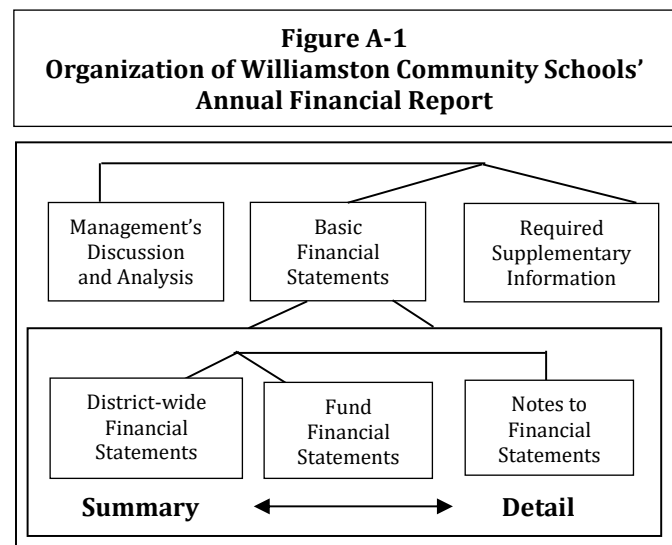 Figure A-1
Organization of Williamston Community Schools’
Annual Financial Report
Management’s
Discussion
and Analysis
Basic
Financial
Statements
Required
Supplementary
Information
District-wide
Financial
Statements
Fund
Financial
Statements
Notes to
Financial
Statements
Summary
Detail